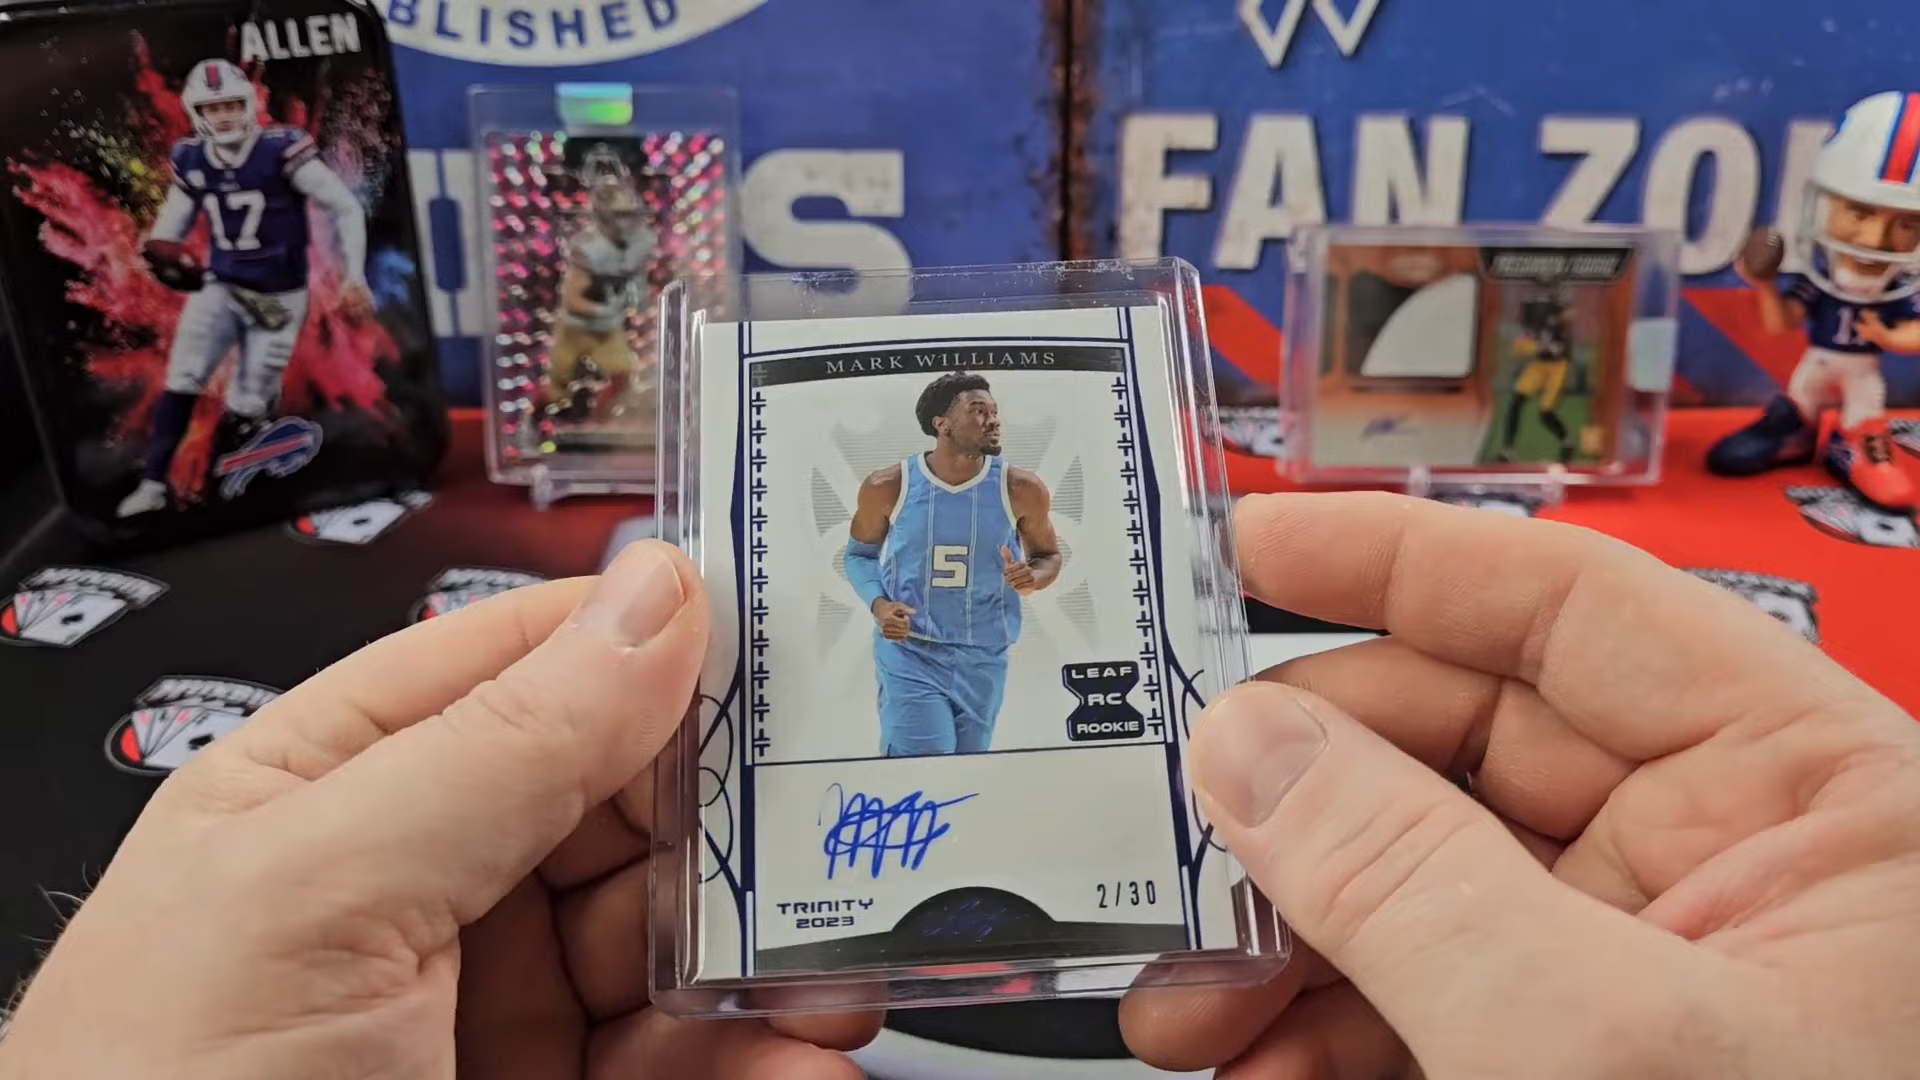 ALLEN
BLISHED
S
FAN ZO
17
MARK WILLIAMS
5
LEAF
RC
ROOKIE
TRINITY
2023
2/30